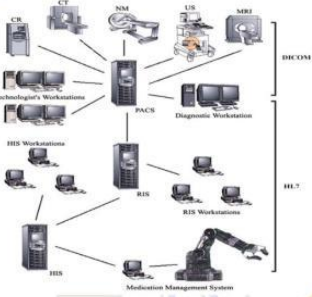 CT
NM
US
MRI
CR
DICOM
PACS
Technologist's Workstations
Diagnostic Workstation
HIS Workstations
HL7
RIS
RIS Workstations
HIS
Medication Management System